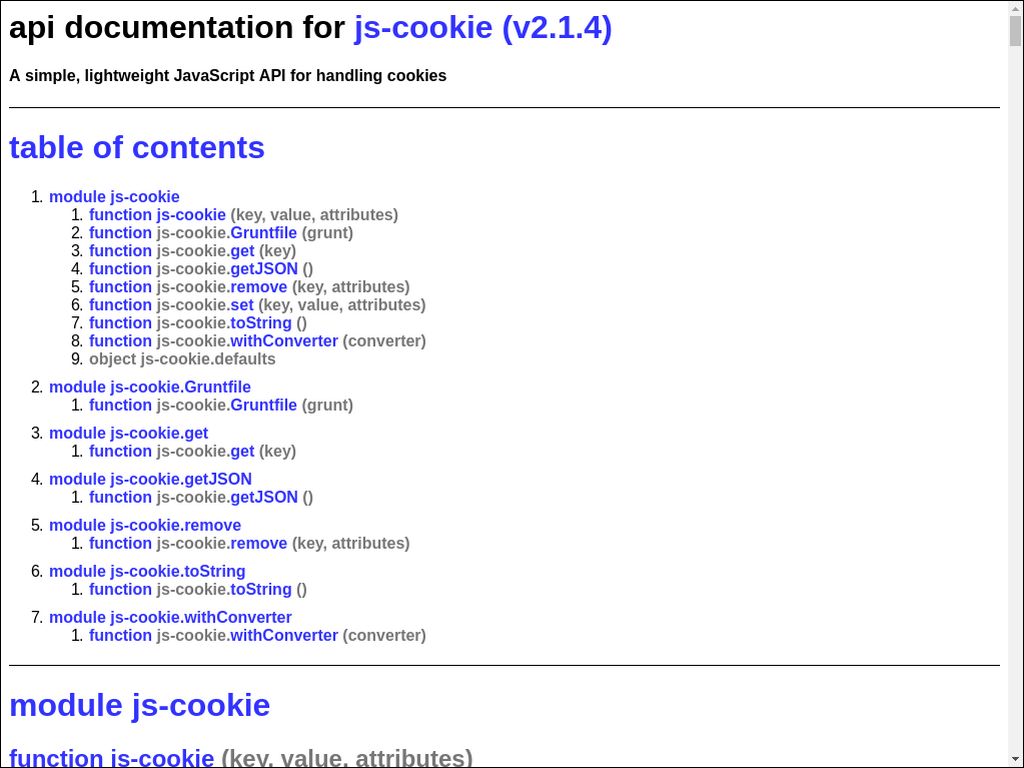 api documentation for js-cookie (v2.1.4)
A simple, lightweight JavaScript API for handling cookies
table of contents
1. module js-cookie
1. function js-cookie (key, value, attributes)
2. function js-cookie.Gruntfile (grunt)
3. function js-cookie.get (key)
4. function js-cookie.getJSON ()
5. function js-cookie.remove (key, attributes)
6. function js-cookie.set (key, value, attributes)
7. function js-cookie.toString ()
8. function js-cookie.withConverter (converter)
9. object js-cookie.defaults
2. module js-cookie.Gruntfile
1. function js-cookie.Gruntfile (grunt)
3. module js-cookie.get
1. function js-cookie.get (key)
4. module js-cookie.getJSON
1. function js-cookie.getJSON ()
5. module js-cookie.remove
1. function js-cookie.remove (key, attributes)
6. module js-cookie.toString
1. function js-cookie.toString ()
7. module js-cookie.withConverter
1. function js-cookie.withConverter (converter)
module js-cookie
function js-cookie (key, value, attributes)